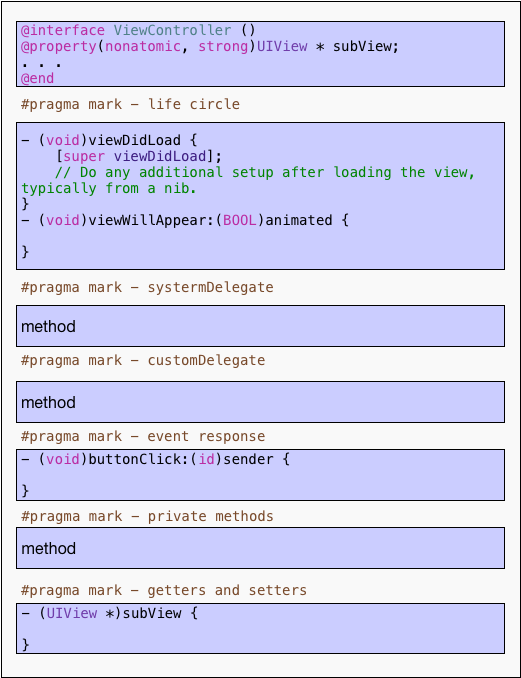 @interface ViewController ()
@property(nonatomic, strong)UIView * subView;
. . .
@end
#pragma mark – life circle
– (void)viewDidLoad {
[super viewDidLoad];
// Do any additional setup after loading the view,
typically from a nib.
}
– (void)viewWillAppear:(BOOL)animated {
}
#pragma mark – systermDelegate
method
#pragma mark – customDelegate
method
#pragma mark – event response
– (void)buttonClick:(id)sender {
}
#pragma mark – private methods
method
#pragma mark – getters and setters
– (UIView *)subView {
}